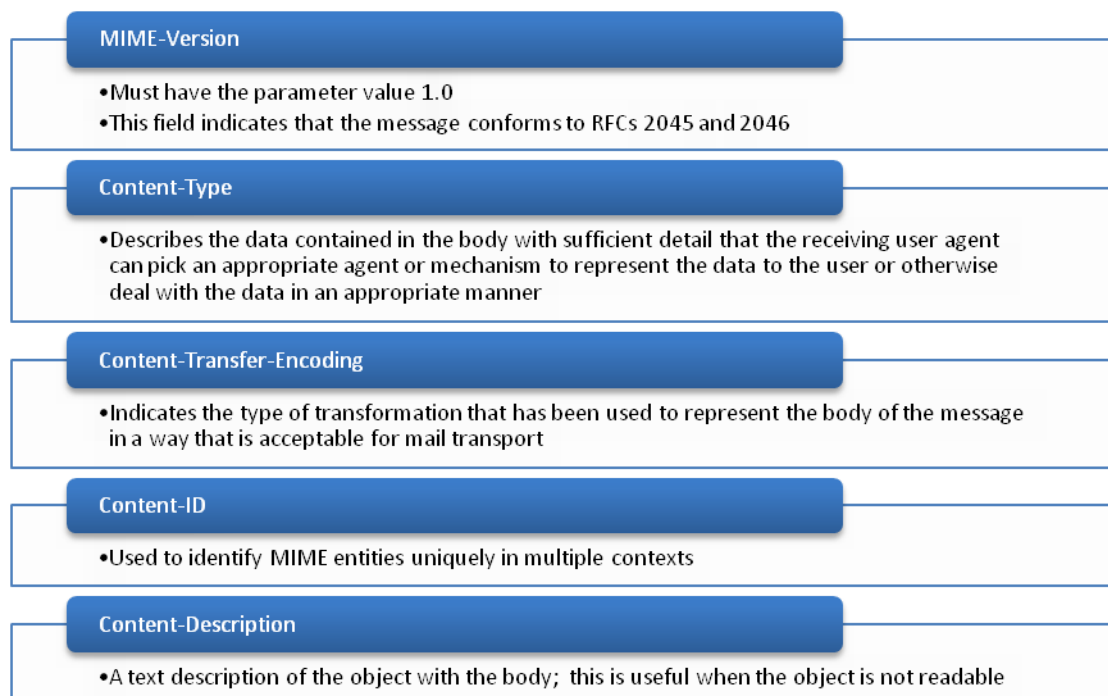 MIME-Version
•Must have the parameter value 1.0
•This field indicates that the message conforms to RFCs 2045 and 2046
Content-Type
•Describes the data contained in the body with sufficient detail that the receiving user agent
can pick an appropriate agent or mechanism to represent the data to the user or otherwise
deal with the data in an appropriate manner
Content-Transfer-Encoding
•Indicates the type of transformation that has been used to represent the body of the message
in a way that is acceptable for mail transport
Content-ID
•Used to identify MIME entities uniquely in multiple contexts
Content-Description
•A text description of the object with the body; this is useful when the object is not readable